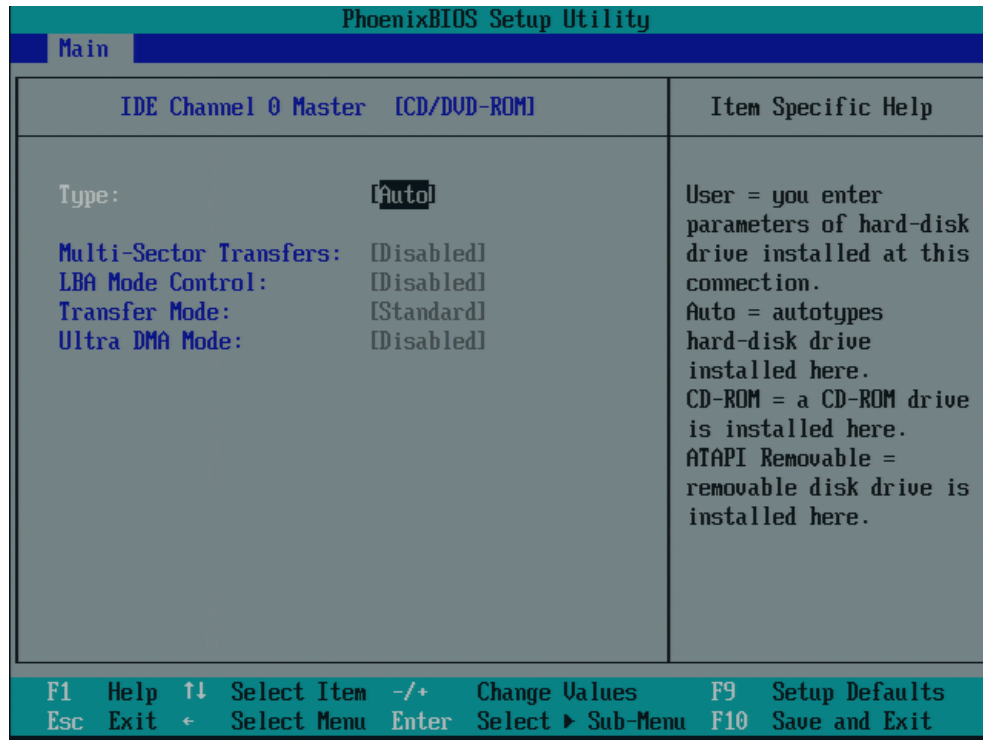 PhoenixBIOS Setup Utility
Main
IDE Channel 0 Master [CD/DVD-ROM]
Item Specific Help
Type: [Auto]
Multi-Sector Transfers: [Disabled]
LBA Mode Control: [Disabled]
Transfer Mode: [Standard]
Ultra DMA Mode: [Disabled]
User = you enter
parameters of hard-disk
drive installed at this
connection.
Auto = autotypes
hard-disk drive
installed here.
CD-ROM = a CD-ROM drive
is installed here.
ATAPI Removable =
removable disk drive is
installed here.
F1 Help ↑↓ Select Item -/+ Change Values F9 Setup Defaults
Esc Exit ← Select Menu Enter Select ▶ Sub-Menu F10 Save and Exit